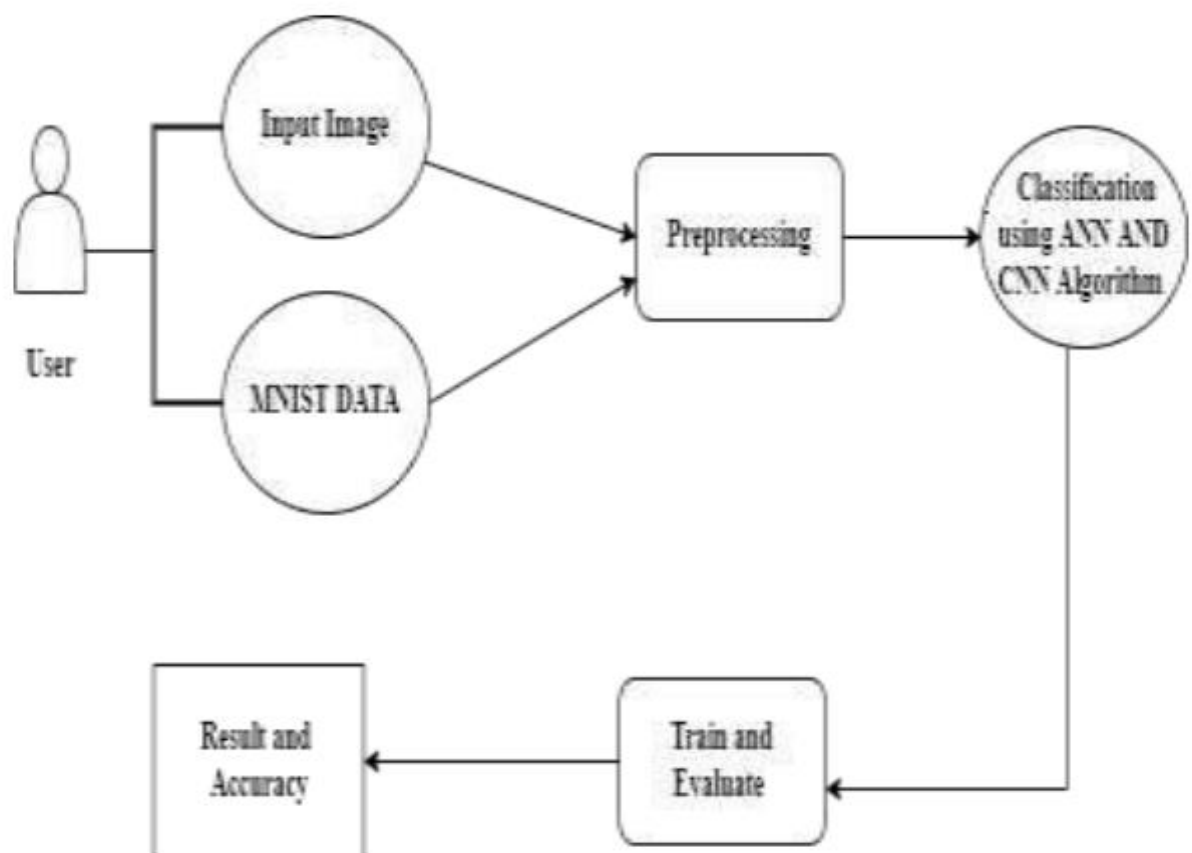 Input Image
User
MNIST DATA
Preprocessing
Classification
using ANN AND
CNN Algorithm
Train and
Evaluate
Result and
Accuracy